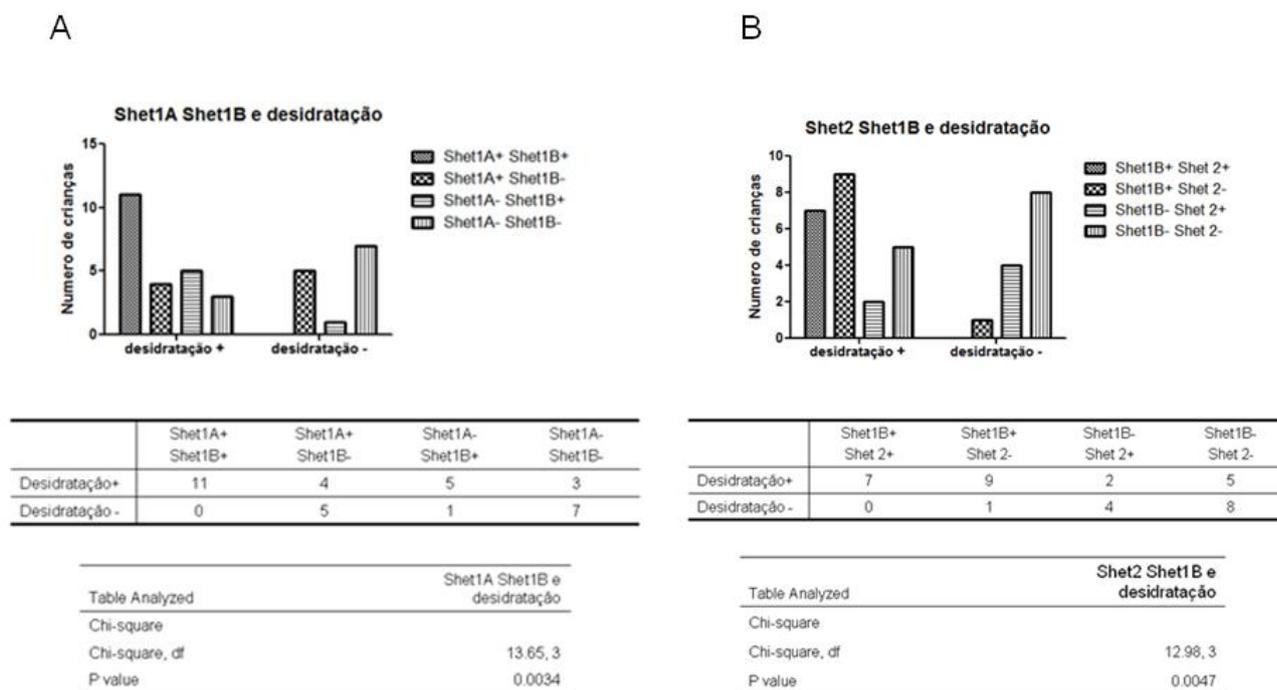 A
Shet1A Shet1B e desidratação
Numero de crianças
15
10
5
0
desidratação +
desidratação -
Shet1A+ Shet1B+
Shet1A+ Shet1B-
Shet1A- Shet1B+
Shet1A- Shet1B-
Shet1A+ Shet1A+ Shet1A- Shet1A-
Shet1B+ Shet1B- Shet1B+ Shet1B-
Desidratação+ 11 4 5 3
Desidratação - 0 5 1 7
Shet1A Shet1B e
Table Analyzed desidratação
Chi-square
Chi-square, df 13.65, 3
P value 0.0034
B
Shet2 Shet1B e desidratação
Numero de crianças
10
8
6
4
2
0
desidratação +
desidratação -
Shet1B+ Shet 2+
Shet1B+ Shet 2-
Shet1B- Shet 2+
Shet1B- Shet 2-
Shet1B+ Shet1B+ Shet1B- Shet1B-
Shet 2+ Shet 2- Shet 2+ Shet 2-
Desidratação+ 7 9 2 5
Desidratação - 0 1 4 8
Shet2 Shet1B e
Table Analyzed desidratação
Chi-square
Chi-square, df 12.98, 3
P value 0.0047